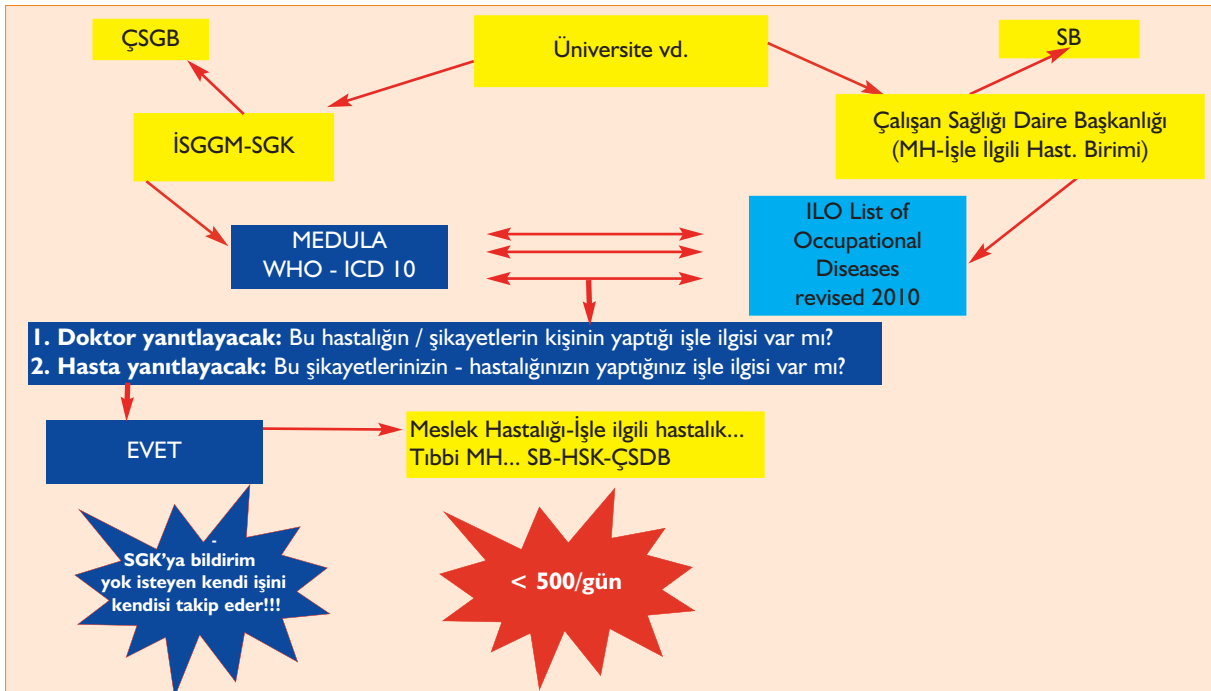 ÇSGB
Üniversite vd.
SB
İSGGM-SGK
Çalışan Sağlığı Daire Başkanlığı
(MH-İşle İlgili Hast. Birimi)
MEDULA
WHO - ICD 10
ILO List of
Occupational
Diseases
revised 2010
1. Doktor yanıtlayacak: Bu hastalığın / şikayetlerin kişinin yaptığı işle ilgisi var mı?
2. Hasta yanıtlayacak: Bu şikayetlerinizin - hastalığınızın yaptığınız işle ilgisi var mı?
EVET
Meslek Hastalığı-İşle ilgili hastalık...
Tıbbi MH... SB-HSK-ÇSDB
-
SGK'ya bildirim
yok isteyen kendi işini
kendisi takip eder!!!
< 500/gün